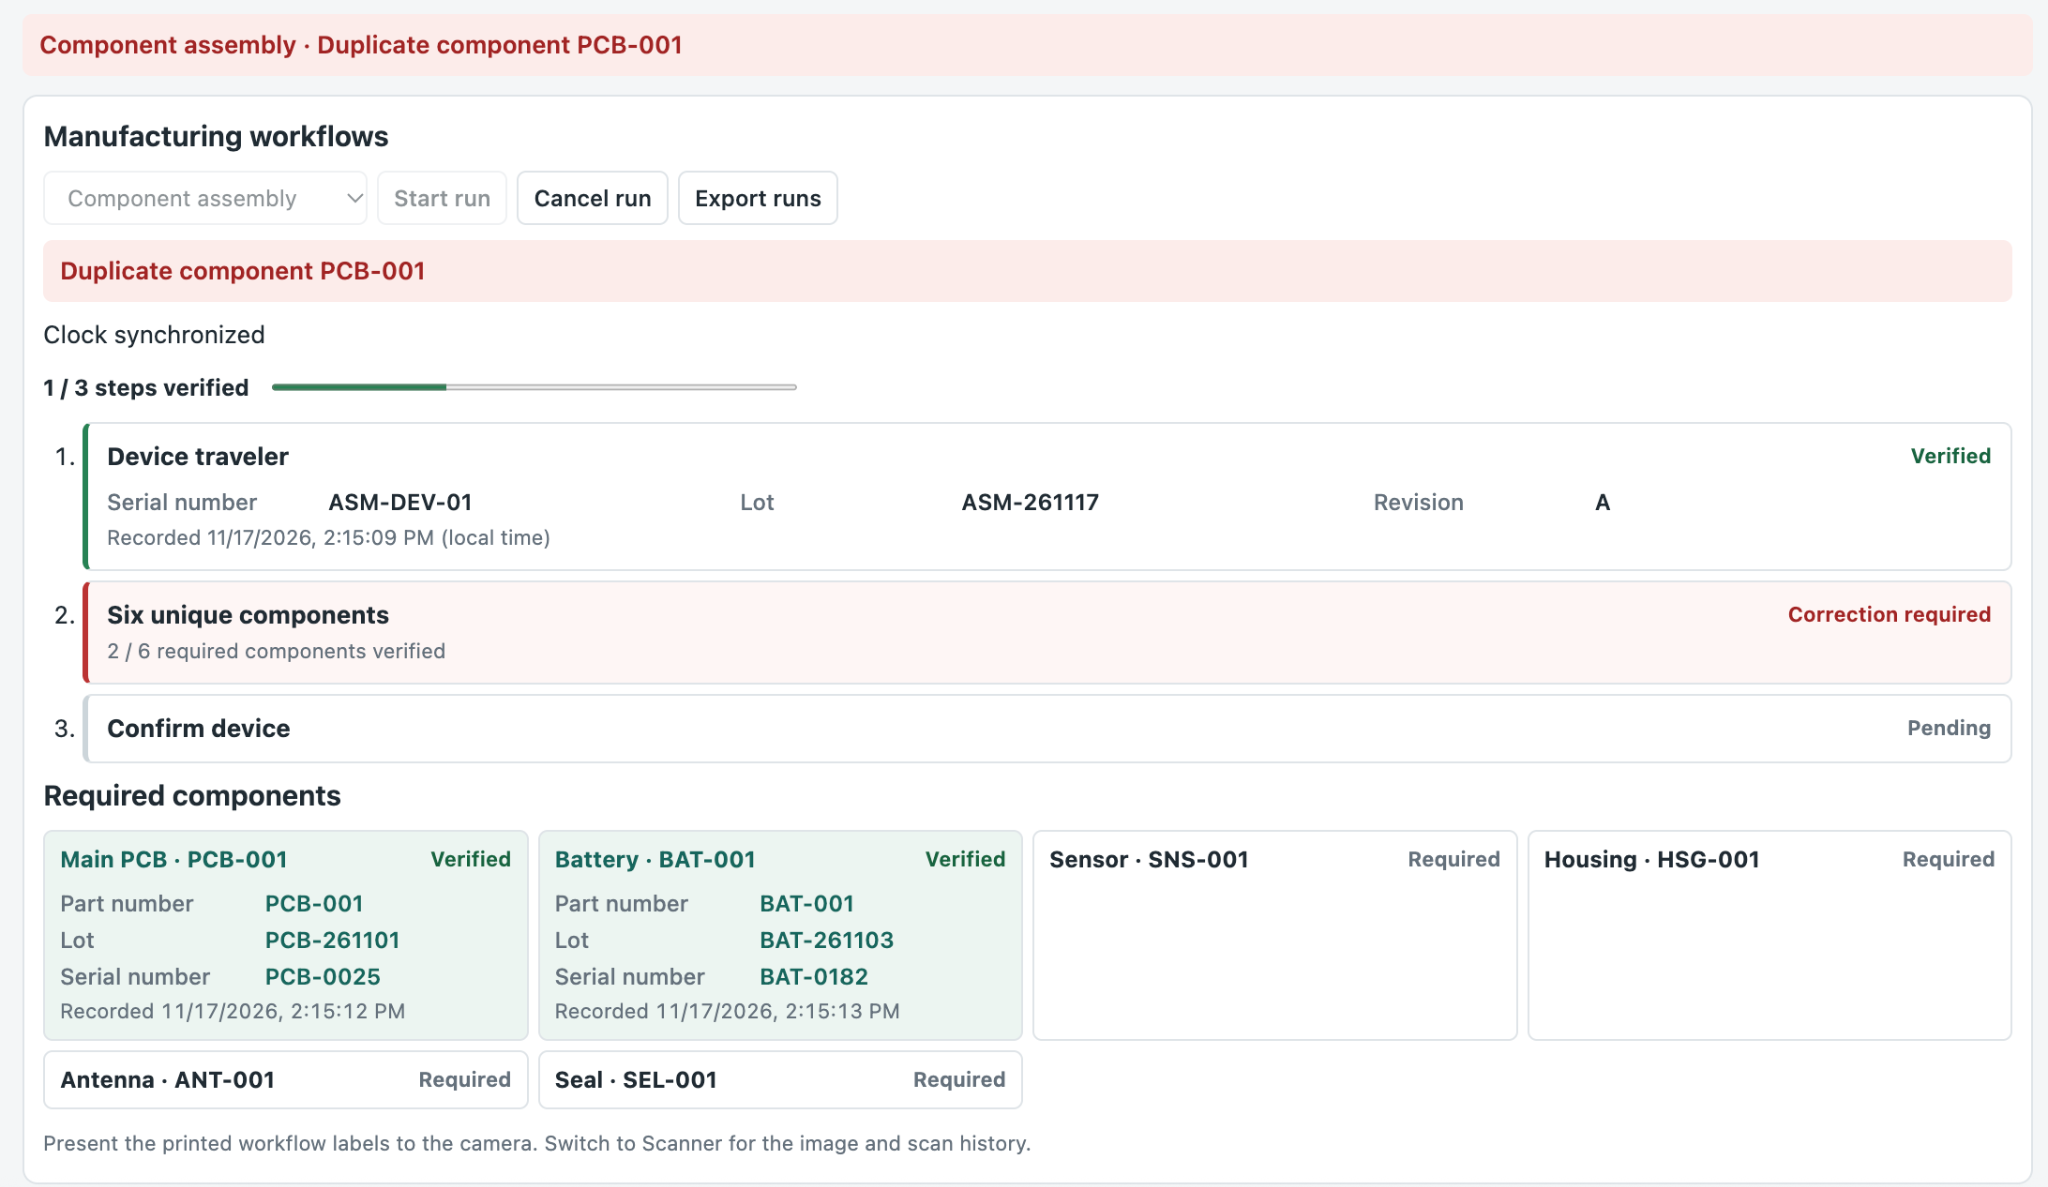 Component assembly · Duplicate component PCB-001
Manufacturing workflows
Component assembly Start run Cancel run Export runs
Duplicate component PCB-001
Clock synchronized
1 / 3 steps verified
1. Device traveler Verified
Serial number ASM-DEV-01 Lot ASM-261117 Revision A
Recorded 11/17/2026, 2:15:09 PM (local time)
2. Six unique components Correction required
2 / 6 required components verified
3. Confirm device Pending
Required components
Main PCB · PCB-001 Verified
Part number PCB-001
Lot PCB-261101
Serial number PCB-0025
Recorded 11/17/2026, 2:15:12 PM
Battery · BAT-001 Verified
Part number BAT-001
Lot BAT-261103
Serial number BAT-0182
Recorded 11/17/2026, 2:15:13 PM
Sensor · SNS-001 Required
Housing · HSG-001 Required
Antenna · ANT-001 Required
Seal · SEL-001 Required
Present the printed workflow labels to the camera. Switch to Scanner for the image and scan history.